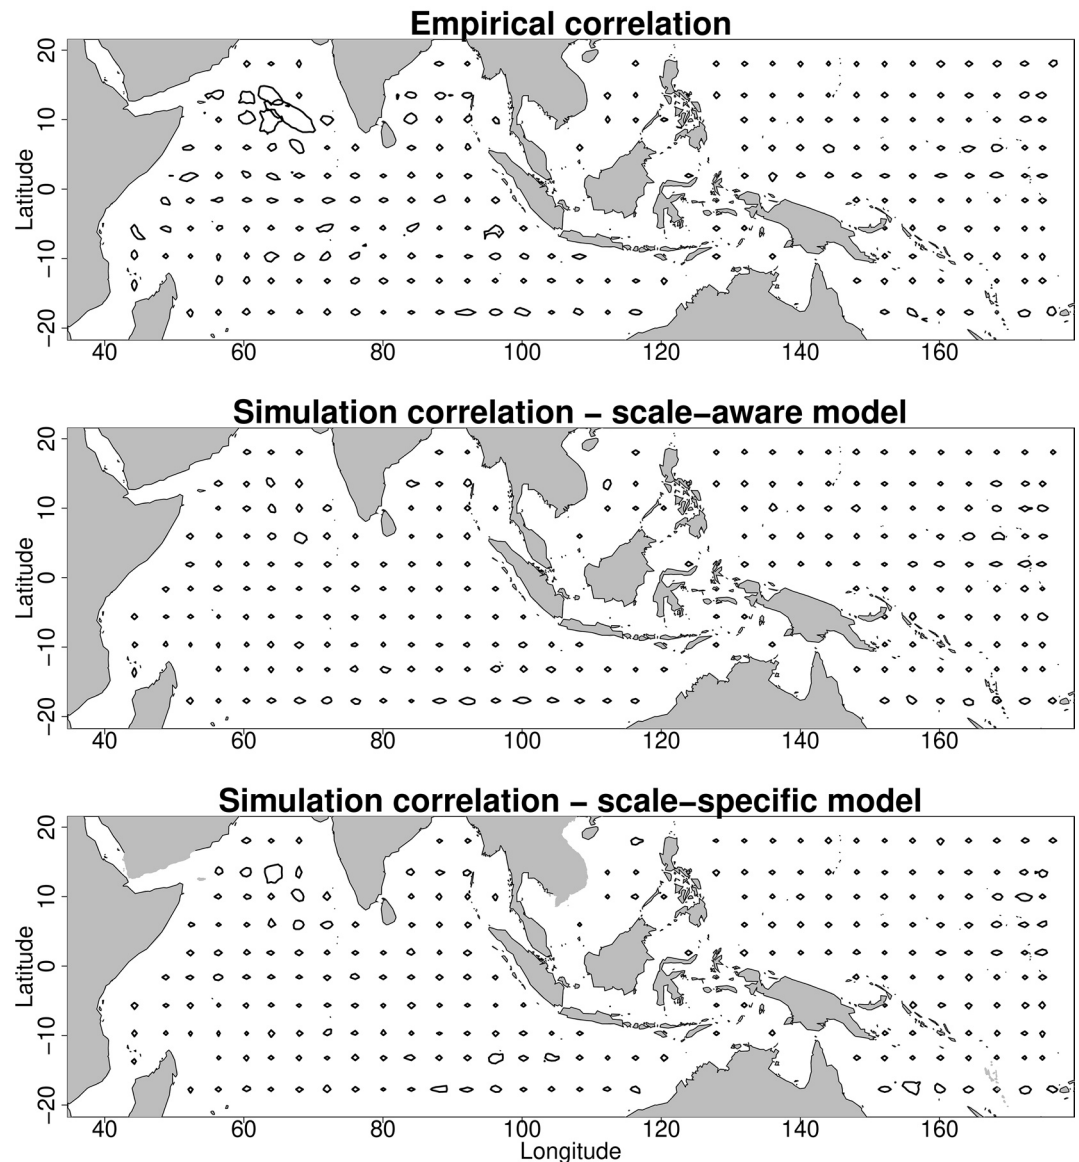 Empirical correlation
20
10
0
−10
−20
Latitude
40 60 80 100 120 140 160
Simulation correlation − scale−aware model
20
10
0
−10
−20
Latitude
40 60 80 100 120 140 160
Simulation correlation − scale−specific model
20
10
0
−10
−20
Latitude
40 60 80 100 120 140 160
Longitude